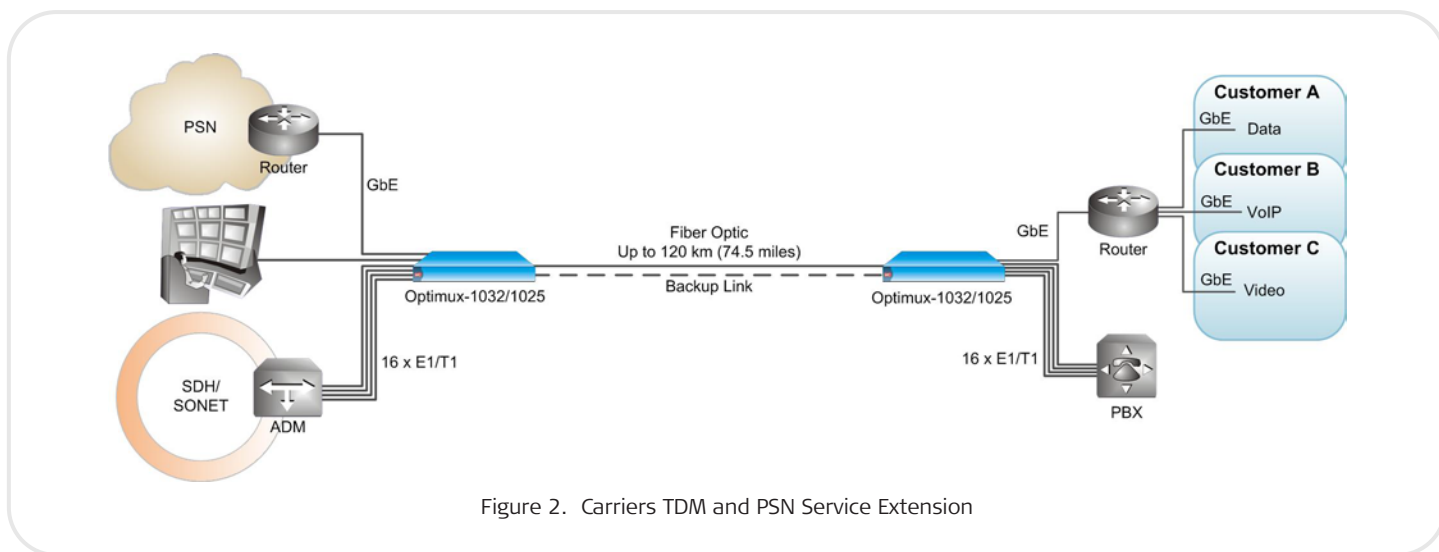 PSN
Router
GbE
SDH/
SONET
ADM
16 x E1/T1
Optimux-1032/1025
Fiber Optic
Up to 120 km (74.5 miles)
Backup Link
Optimux-1032/1025
GbE
Router
16 x E1/T1
PBX
Customer A
GbE
Data
Customer B
GbE
VoIP
Customer C
GbE
Video
Figure 2. Carriers TDM and PSN Service Extension